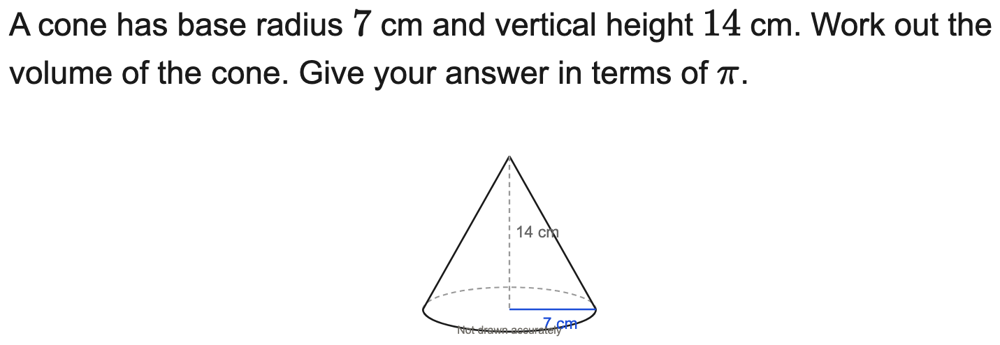 A cone has base radius 7 cm and vertical height 14 cm. Work out the
volume of the cone. Give your answer in terms of π.
14 cm
7 cm
Not drawn accurately